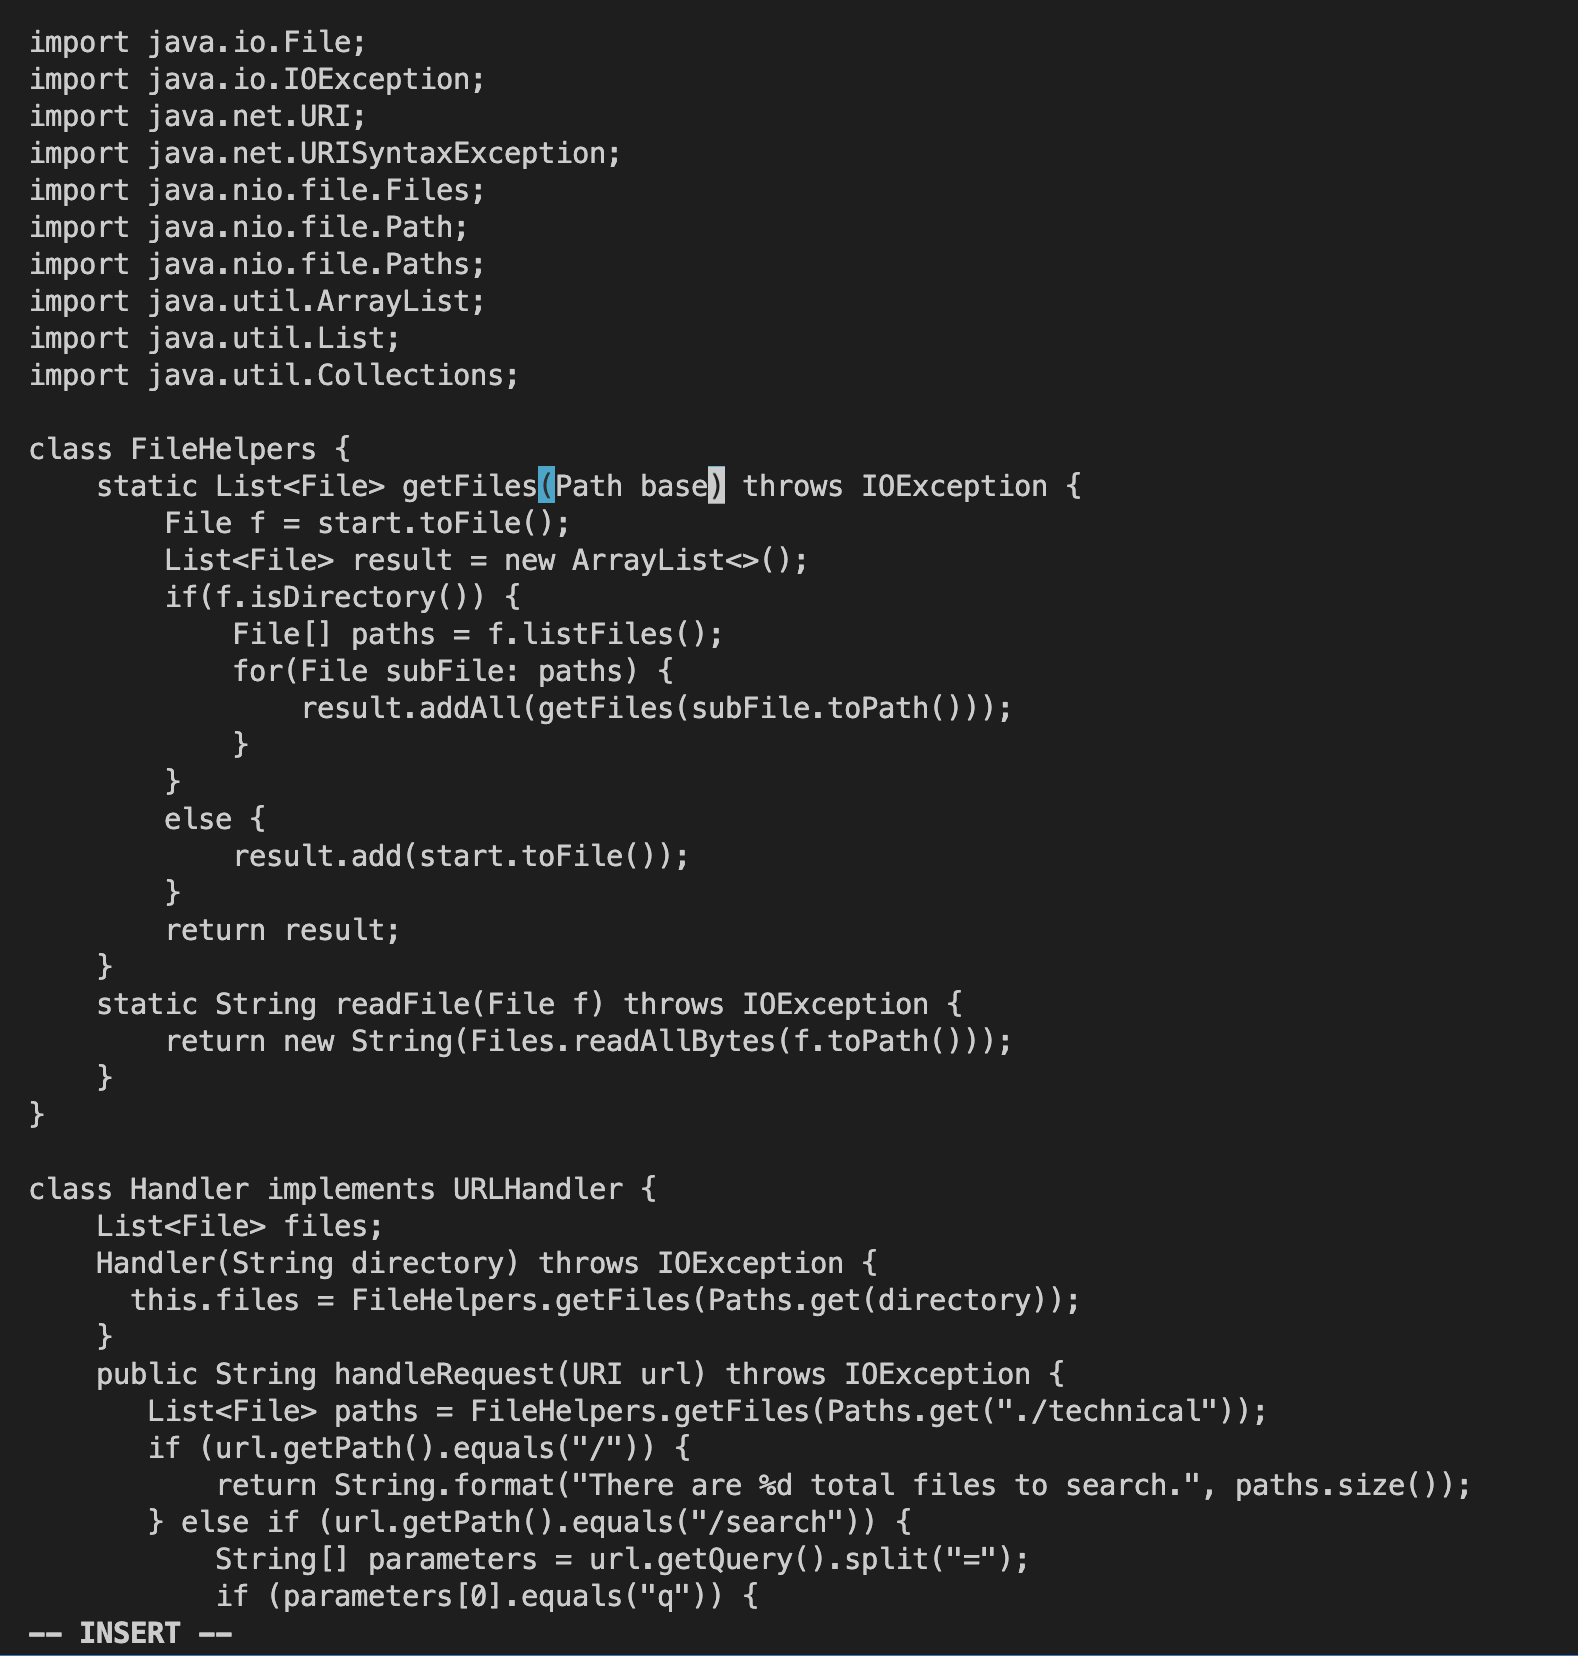 import java.io.File;
import java.io.IOException;
import java.net.URI;
import java.net.URISyntaxException;
import java.nio.file.Files;
import java.nio.file.Path;
import java.nio.file.Paths;
import java.util.ArrayList;
import java.util.List;
import java.util.Collections;

class FileHelpers {
    static List<File> getFiles(Path base) throws IOException {
        File f = start.toFile();
        List<File> result = new ArrayList<>();
        if(f.isDirectory()) {
            File[] paths = f.listFiles();
            for(File subFile: paths) {
                result.addAll(getFiles(subFile.toPath()));
            }
        }
        else {
            result.add(start.toFile());
        }
        return result;
    }
    static String readFile(File f) throws IOException {
        return new String(Files.readAllBytes(f.toPath()));
    }
}

class Handler implements URLHandler {
    List<File> files;
    Handler(String directory) throws IOException {
      this.files = FileHelpers.getFiles(Paths.get(directory));
    }
    public String handleRequest(URI url) throws IOException {
       List<File> paths = FileHelpers.getFiles(Paths.get("./technical"));
       if (url.getPath().equals("/")) {
           return String.format("There are %d total files to search.", paths.size());
       } else if (url.getPath().equals("/search")) {
           String[] parameters = url.getQuery().split("=");
           if (parameters[0].equals("q")) {
-- INSERT --